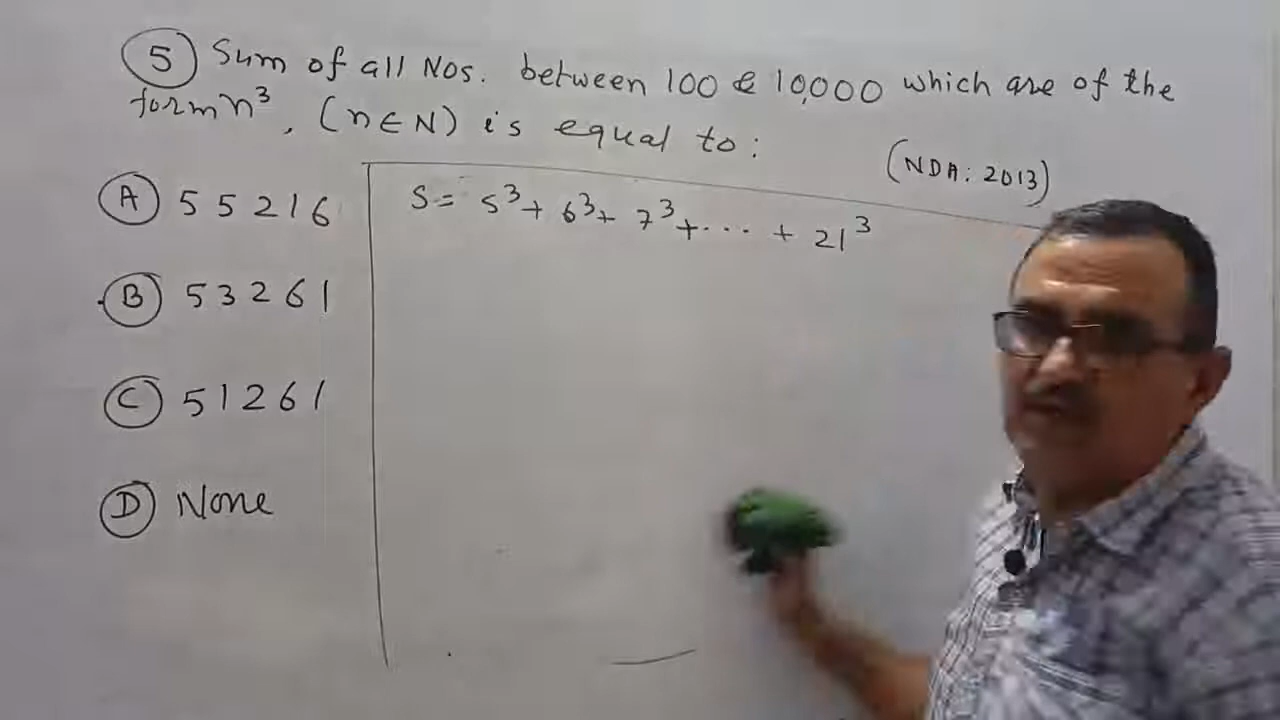 5 Sum of all Nos. between 100 & 10,000 which are of the
form n³, (n∈N) is equal to:
(NDA: 2013)
A 55216
B 53261
C 51261
D None
S = 5³ + 6³ + 7³ + ... + 21³